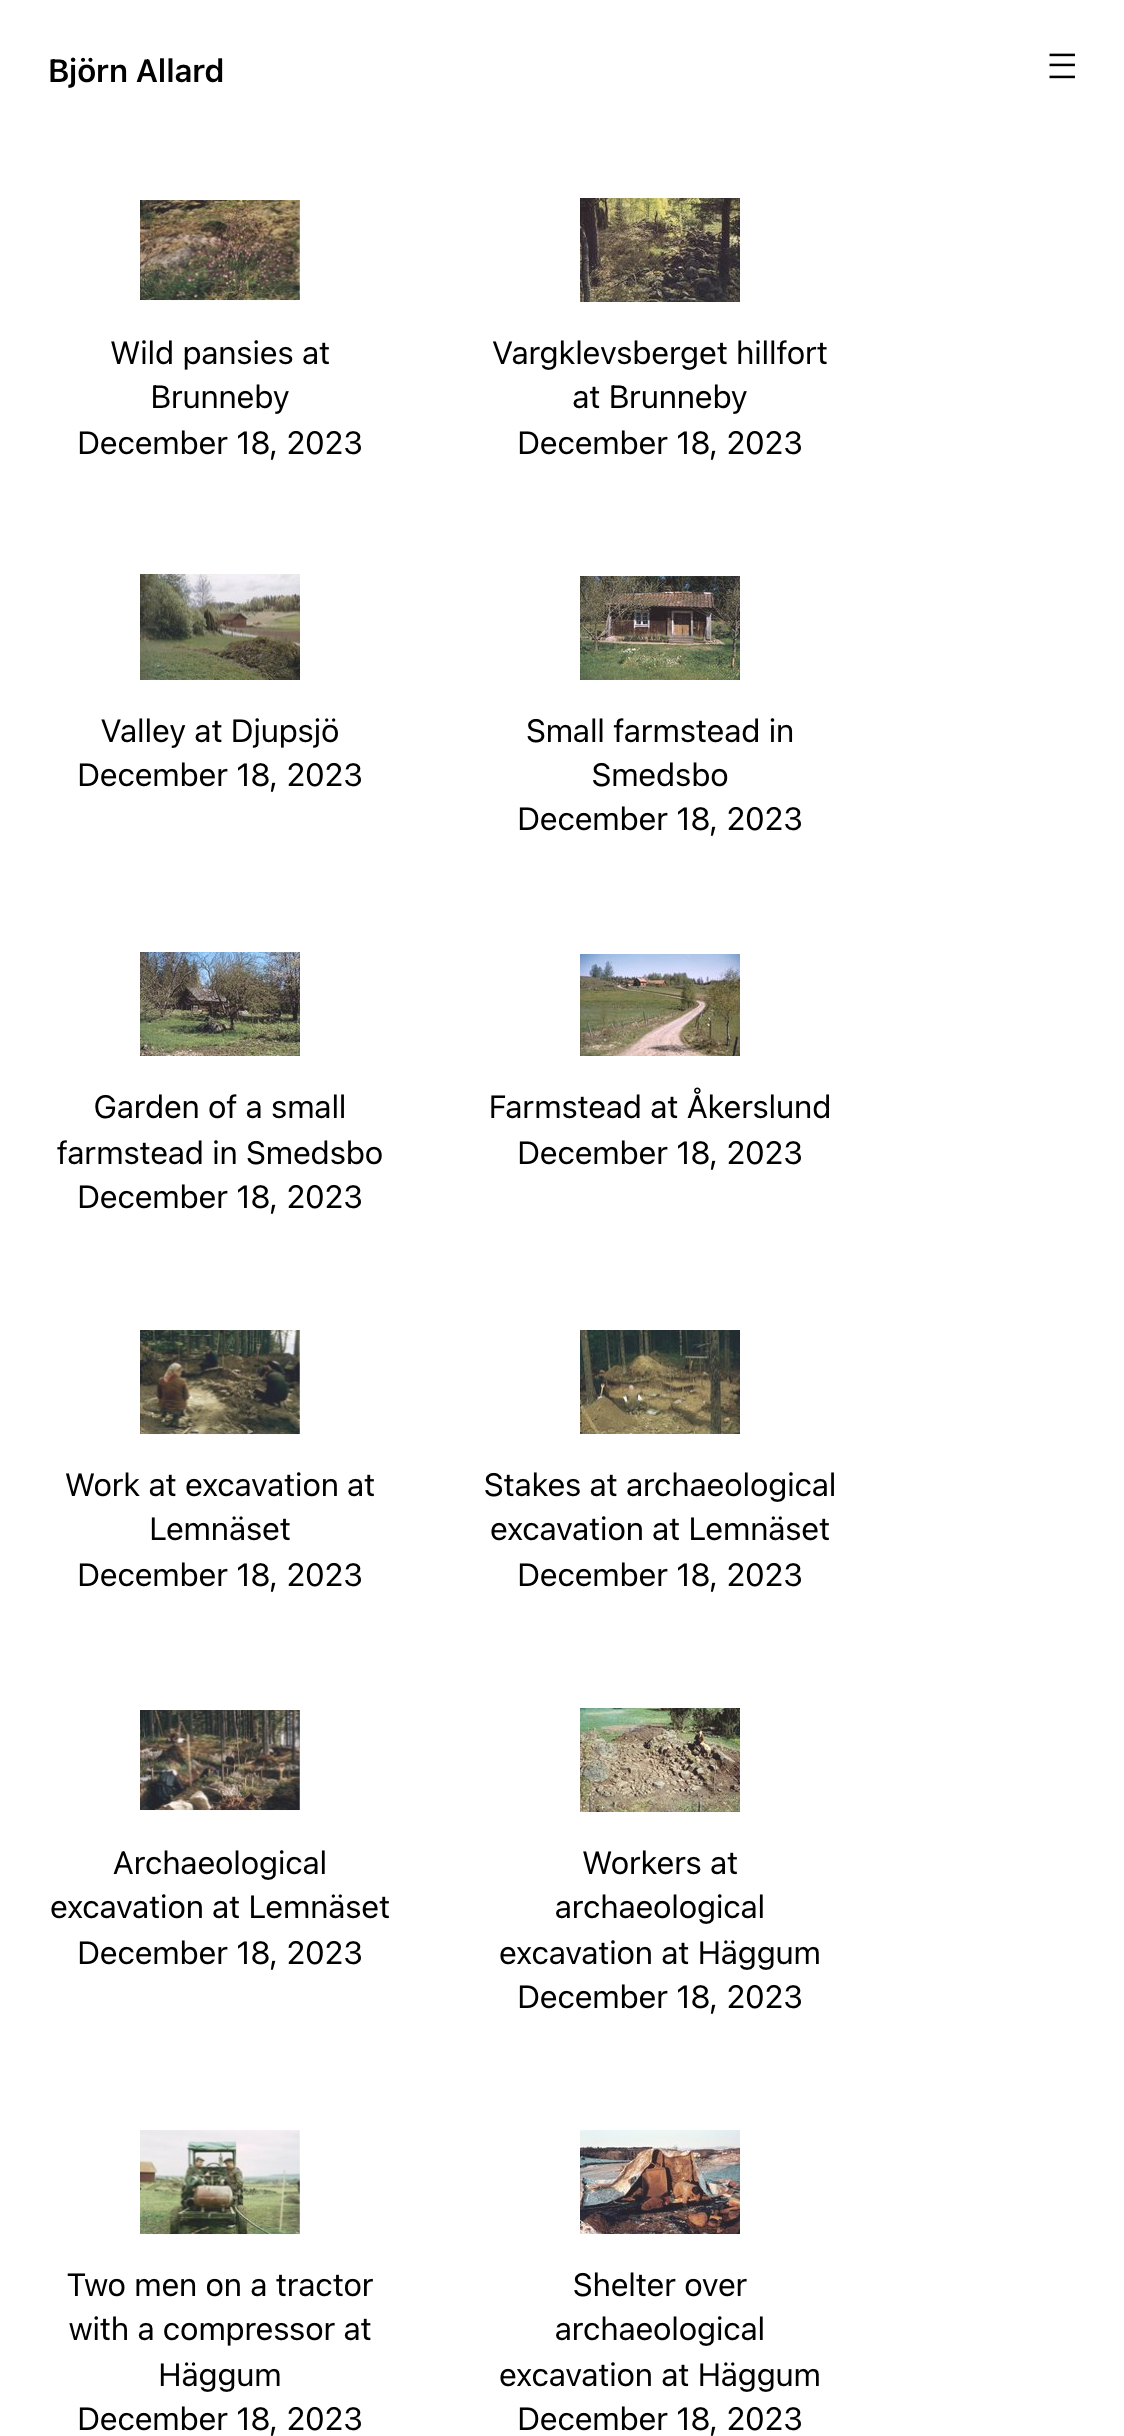 Björn Allard
Wild pansies at
Brunneby
December 18, 2023
Vargklevsberget hillfort
at Brunneby
December 18, 2023
Valley at Djupsjö
December 18, 2023
Small farmstead in
Smedsbo
December 18, 2023
Garden of a small
farmstead in Smedsbo
December 18, 2023
Farmstead at Åkerslund
December 18, 2023
Work at excavation at
Lemnäset
December 18, 2023
Stakes at archaeological
excavation at Lemnäset
December 18, 2023
Archaeological
excavation at Lemnäset
December 18, 2023
Workers at
archaeological
excavation at Häggum
December 18, 2023
Two men on a tractor
with a compressor at
Häggum
December 18, 2023
Shelter over
archaeological
excavation at Häggum
December 18, 2023